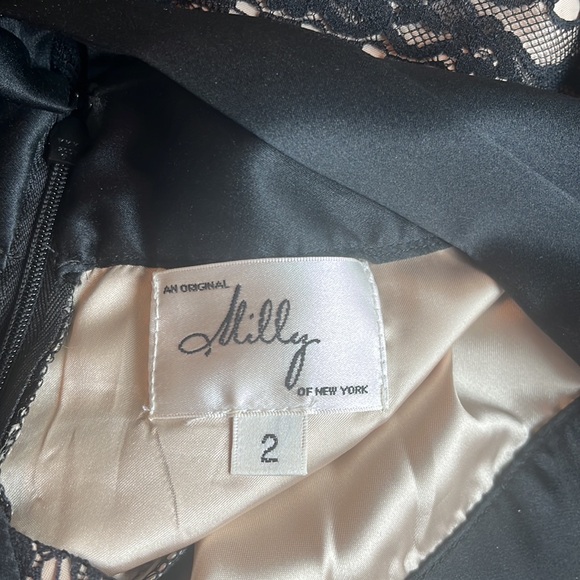 AN ORIGINAL
Milly
OF NEW YORK
2